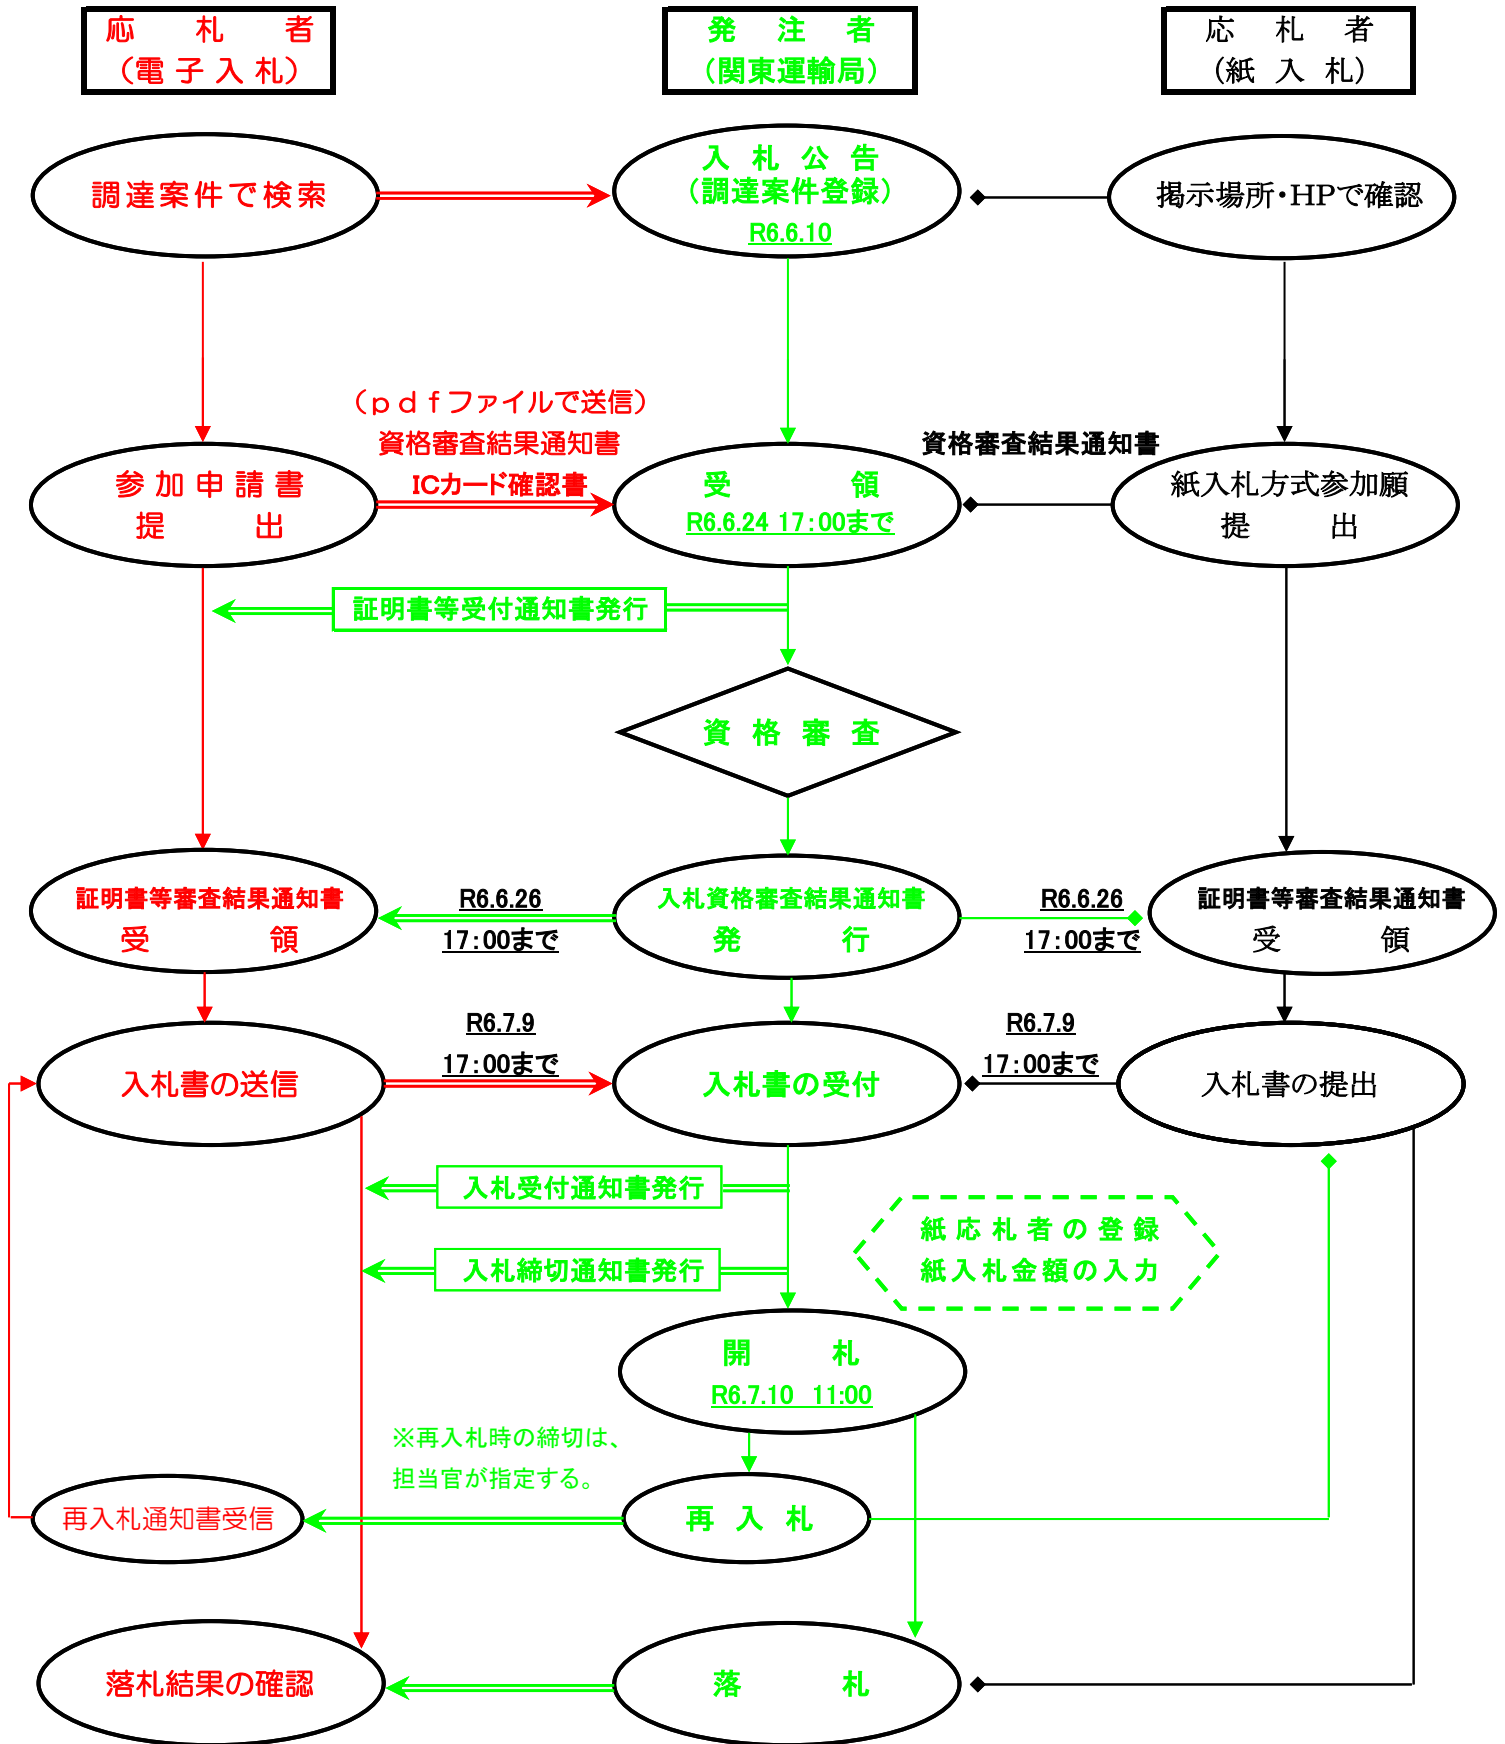 応札者
（電子入札）
発注者
（関東運輸局）
応札者
（紙入札）
調達案件で検索
入札公告
（調達案件登録）
R6.6.10
掲示場所・HPで確認
（ｐｄｆファイルで送信）
資格審査結果通知書
ICカード確認書
資格審査結果通知書
参加申請書
提出
受領
R6.6.24 17：00まで
紙入札方式参加願
提出
証明書等受付通知書発行
資格審査
証明書等審査結果通知書
受領
R6.6.26
17：00まで
入札資格審査結果通知書
発行
R6.6.26
17：00まで
証明書等審査結果通知書
受領
R6.7.9
17：00まで
R6.7.9
17：00まで
入札書の送信
入札書の受付
入札書の提出
入札受付通知書発行
紙応札者の登録
紙入札金額の入力
入札締切通知書発行
開札
R6.7.10 11:00
※再入札時の締切は、
担当官が指定する。
再入札通知書受信
再入札
落札結果の確認
落札